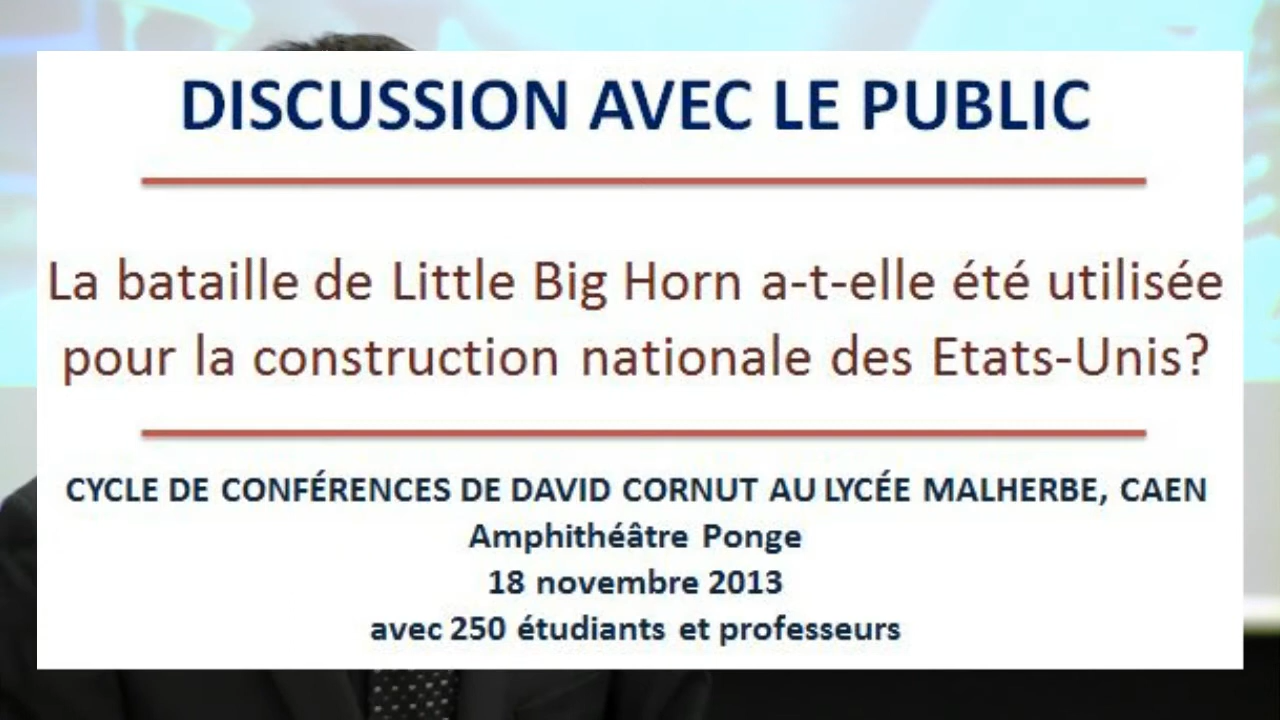 DISCUSSION AVEC LE PUBLIC
La bataille de Little Big Horn a-t-elle été utilisée
pour la construction nationale des Etats-Unis?
CYCLE DE CONFÉRENCES DE DAVID CORNUT AU LYCÉE MALHERBE, CAEN
Amphithéâtre Ponge
18 novembre 2013
avec 250 étudiants et professeurs